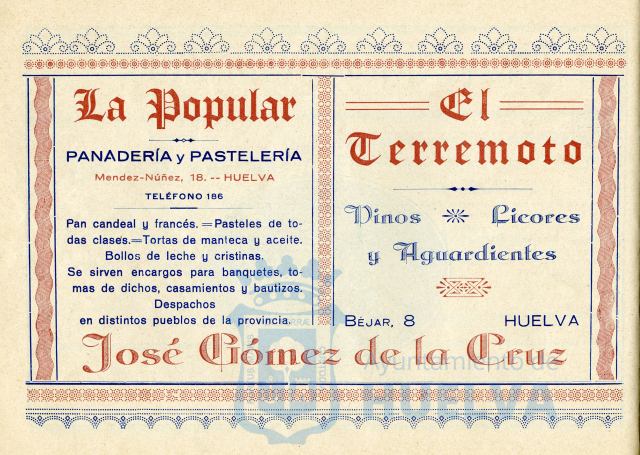 La Popular
PANADERÍA y PASTELERÍA
Mendez-Núñez, 18. -- HUELVA
TELÉFONO 186
Pan candeal y francés. = Pasteles de to-
das clases. = Tortas de manteca y aceite.
Bollos de leche y cristinas.
Se sirven encargos para banquetes, to-
mas de dichos, casamientos y bautizos.
Despachos
en distintos pueblos de la provincia.
El
Terremoto
Vinos Licores
y Aguardientes
BÉJAR, 8 HUELVA
José Gómez de la Cruz
Ayuntamiento de
HUELVA